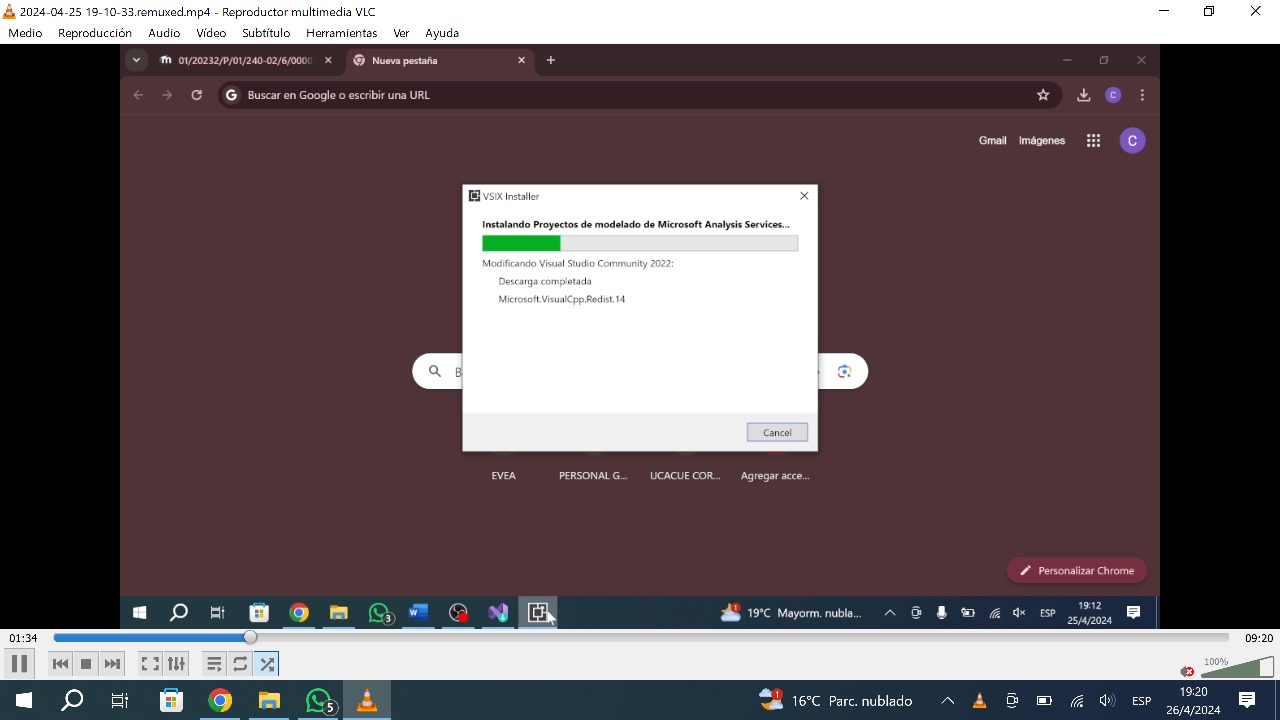 2024-04-25 19-10-33.remuxed.mp4 - Reproductor multimedia VLC
Medio Reproducción Audio Vídeo Subtítulo Herramientas Ver Ayuda
01/20232/P/01/240-02/6/0000
Nueva pestaña
Buscar en Google o escribir una URL
C
Gmail Imágenes
C
VSIX Installer
Instalando Proyectos de modelado de Microsoft Analysis Services...
Modificando Visual Studio Community 2022:
Descarga completada
Microsoft.VisualCpp.Redist.14
B
Cancel
EVEA PERSONAL G... UCACUE COR... Agregar acce...
Personalizar Chrome
3
1
19°C Mayorm. nubla...
ESP
19:12
25/4/2024
01:34
09:20
100%
5
1
16°C Parc. nublado
ESP
19:20
26/4/2024